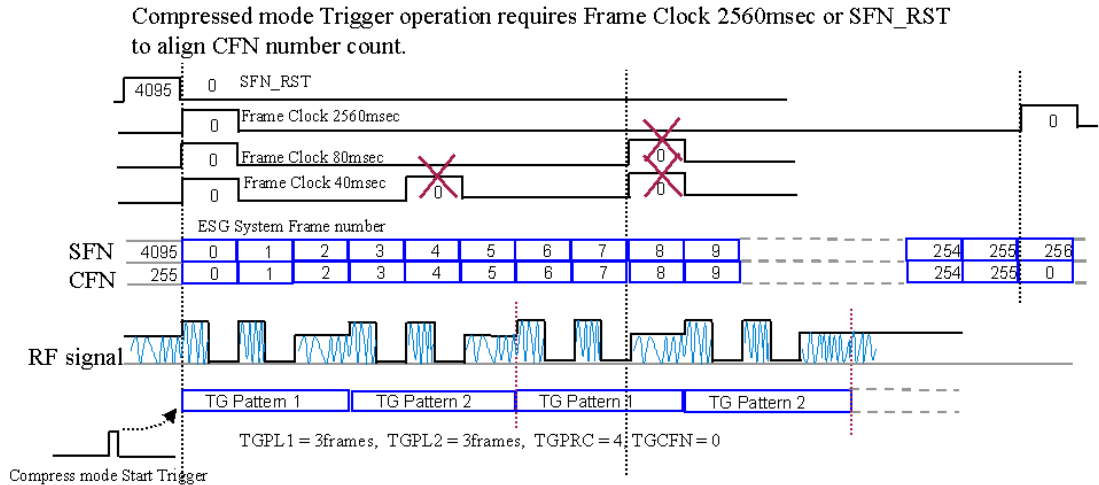 Compressed mode Trigger operation requires Frame Clock 2560msec or SFN_RST
to align CFN number count.
4095 0 SFN_RST
0 Frame Clock 2560msec 0
0 Frame Clock 80msec 0
0 Frame Clock 40msec 0 0
ESG System Frame number
SFN 4095 0 1 2 3 4 5 6 7 8 9 254 255 256
CFN 255 0 1 2 3 4 5 6 7 8 9 254 255 0
RF signal
TG Pattern 1 TG Pattern 2 TG Pattern 1 TG Pattern 2
TGPL1 = 3frames, TGPL2 = 3frames, TGPRC = 4, TGCFN = 0
Compress mode Start Trigger